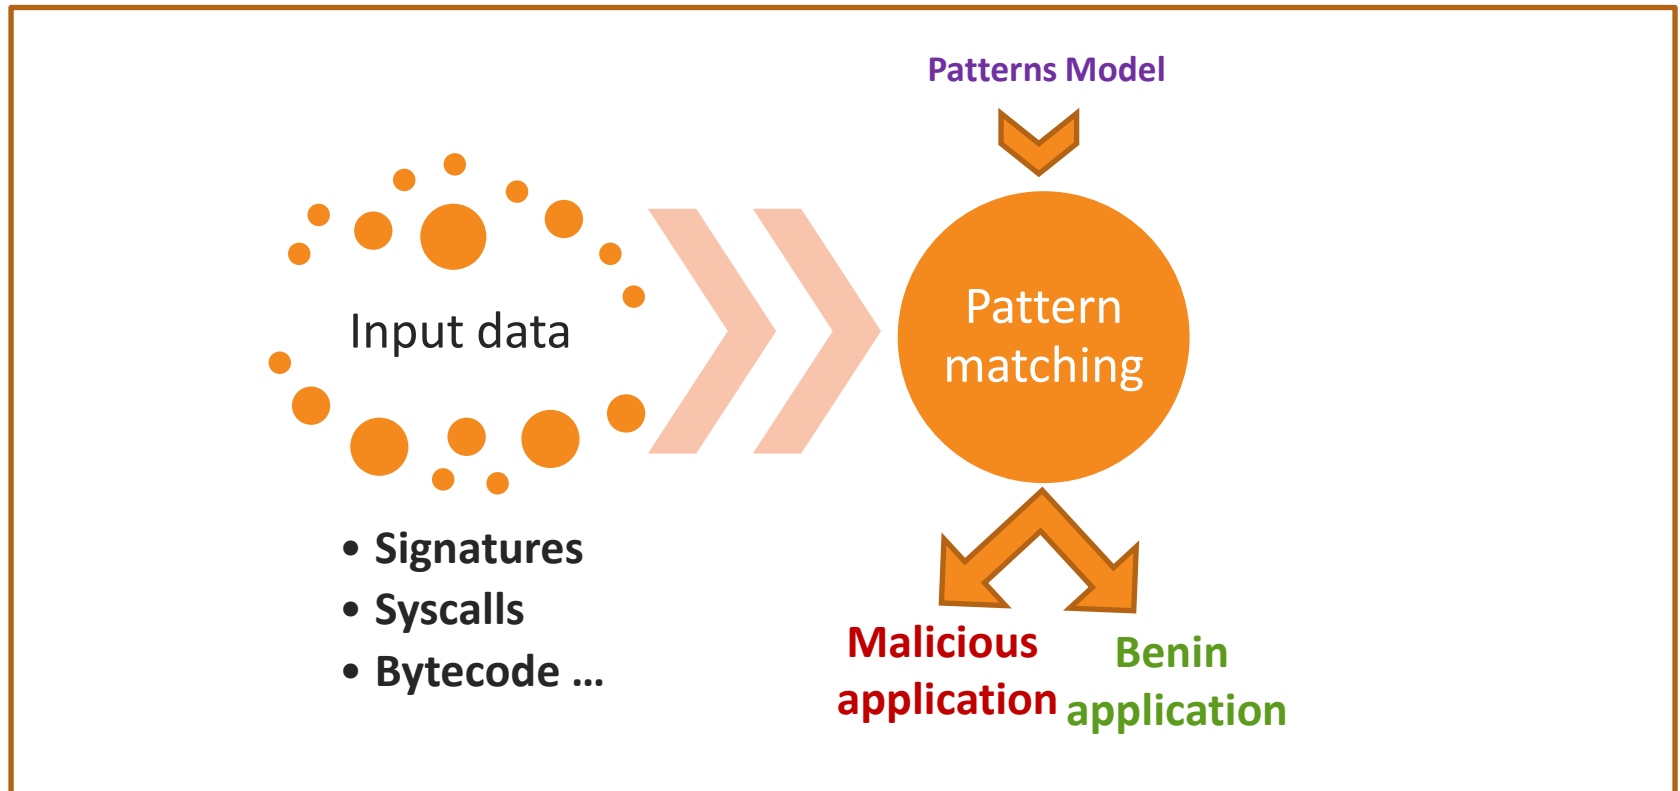 Patterns Model
Input data
Pattern
matching
• Signatures
• Syscalls
• Bytecode ...
Malicious
application
Benin
application